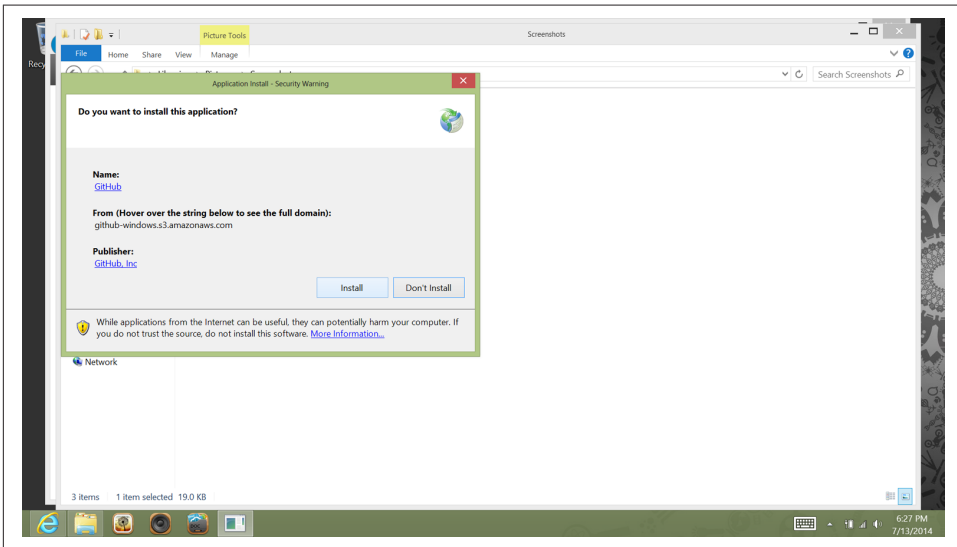 Picture Tools
Screenshots
File Home Share View Manage
Recy
Search Screenshots
Application Install - Security Warning
Do you want to install this application?
Name:
GitHub
From (Hover over the string below to see the full domain):
github-windows.s3.amazonaws.com
Publisher:
GitHub, Inc
Install Don't Install
While applications from the Internet can be useful, they can potentially harm your computer. If
you do not trust the source, do not install this software. More Information...
Network
3 items 1 item selected 19.0 KB
6:27 PM
7/13/2014